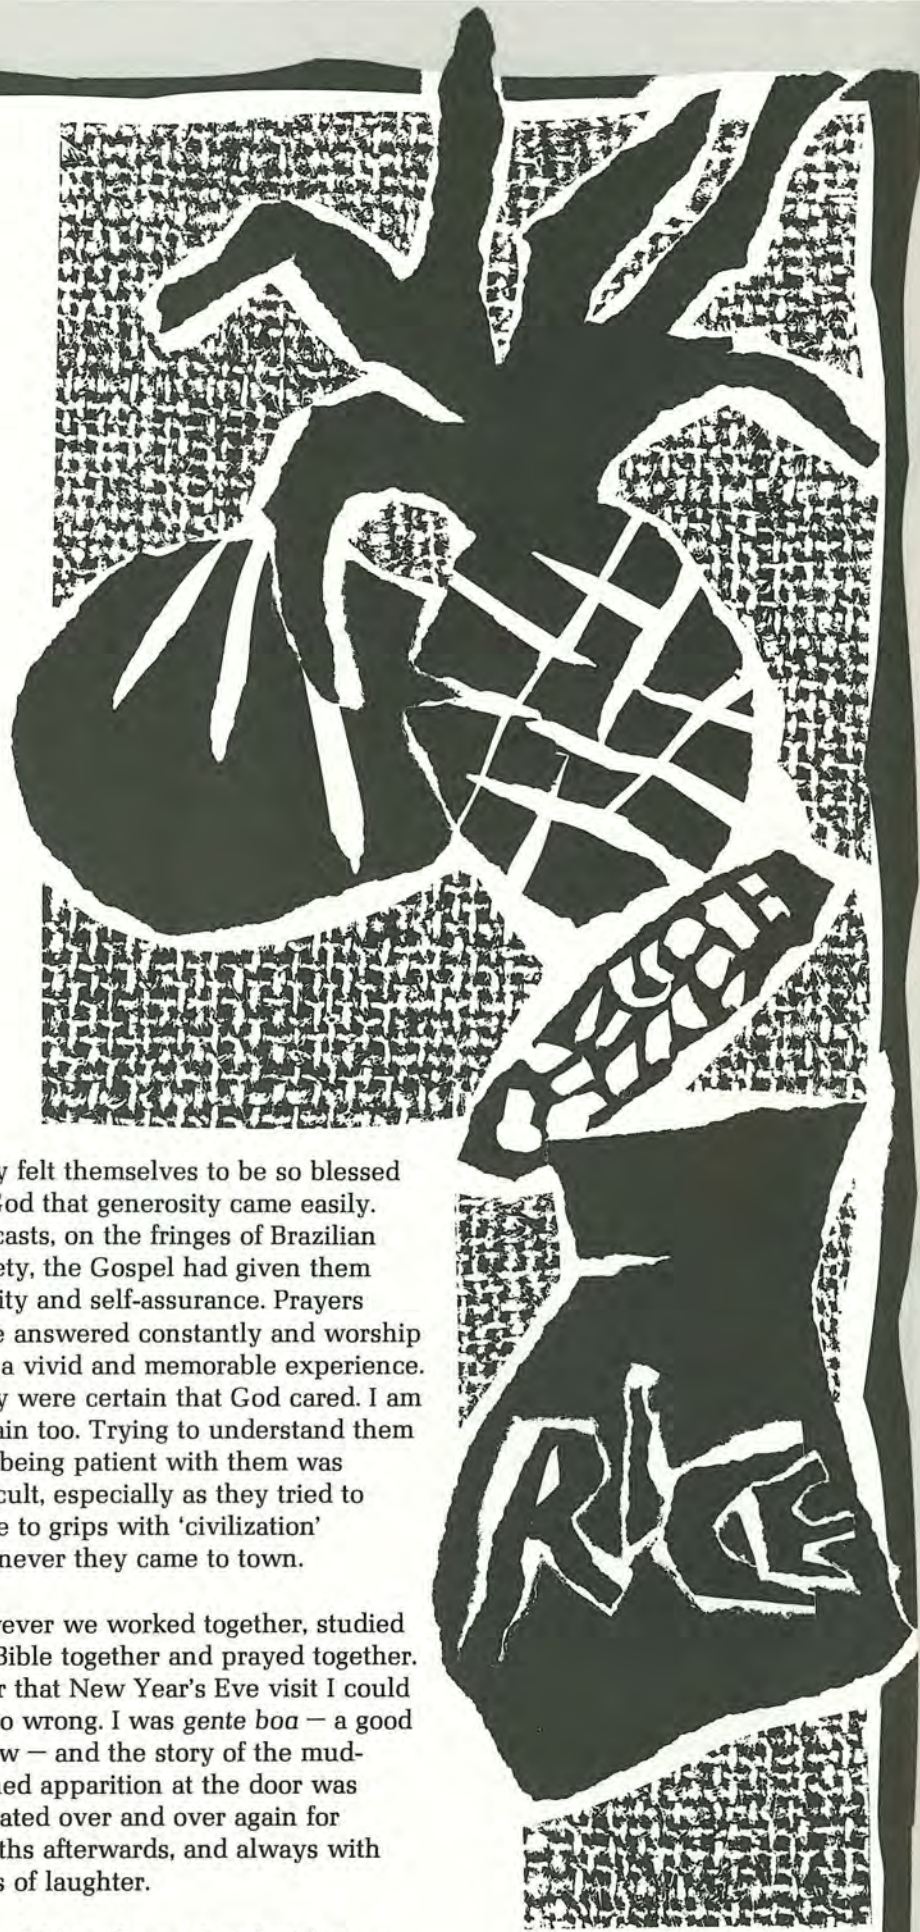 y felt themselves to be so blessed
God that generosity came easily.
casts, on the fringes of Brazilian
ety, the Gospel had given them
ity and self-assurance. Prayers
e answered constantly and worship
a vivid and memorable experience.
y were certain that God cared. I am
ain too. Trying to understand them
being patient with them was
cult, especially as they tried to
e to grips with ‘civilization’
never they came to town.
ever we worked together, studied
Bible together and prayed together.
r that New Year's Eve visit I could
o wrong. I was gente boa — a good
w — and the story of the mud-
ned apparition at the door was
ated over and over again for
ths afterwards, and always with
s of laughter.
RICE